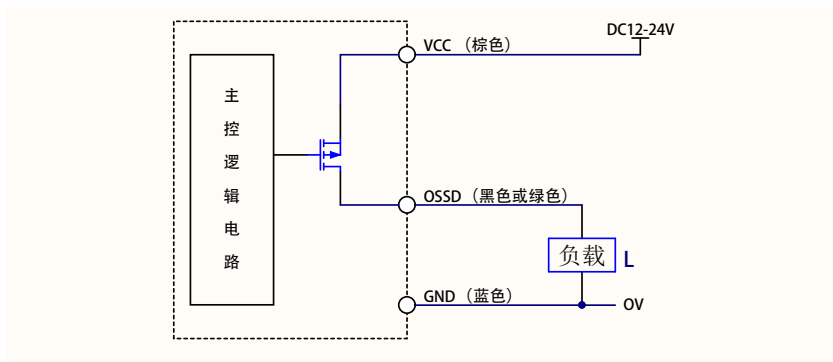 DC12-24V
VCC （棕色）
主
控
逻
辑
电
路
OSSD（黑色或绿色）
负载 L
GND（蓝色）
OV